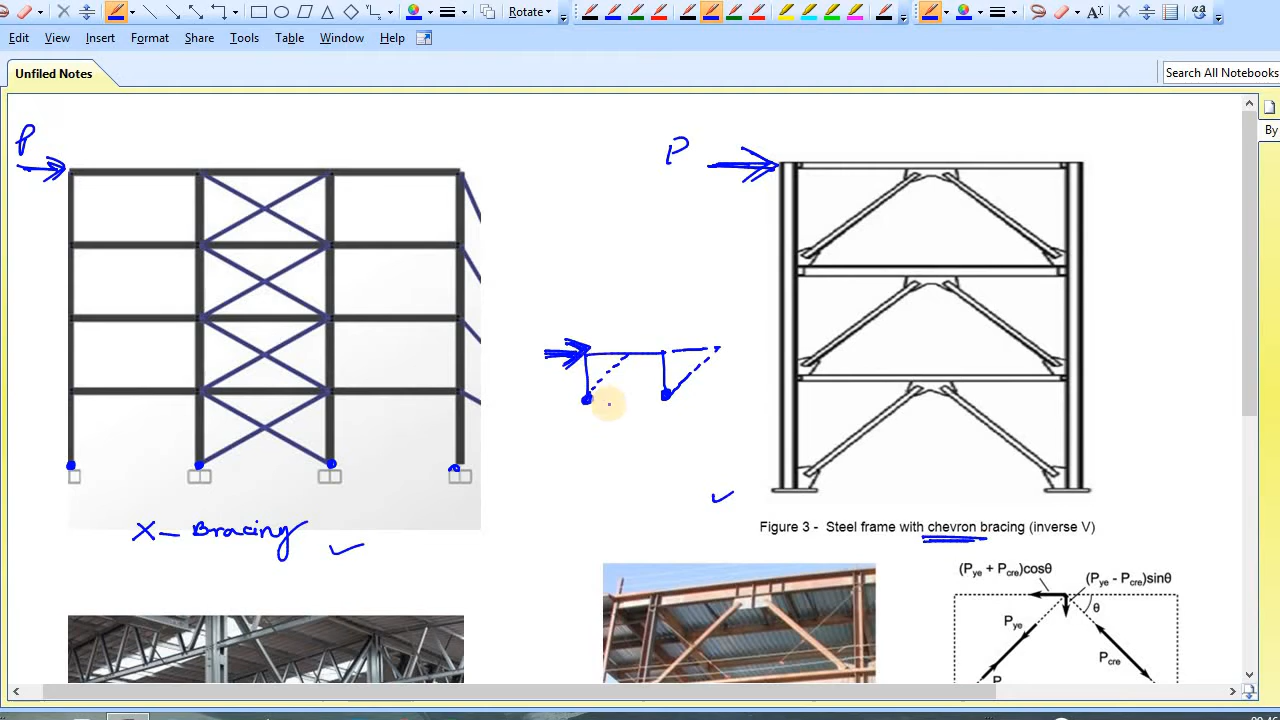 Rotate
Edit View Insert Format Share Tools Table Window Help
Unfiled Notes
Search All Notebooks
By
P
P
X- Bracing
Figure 3 - Steel frame with chevron bracing (inverse V)
(Pye + Pcre)cosθ
(Pye - Pcre)sinθ
θ
Pye
Pcre
P